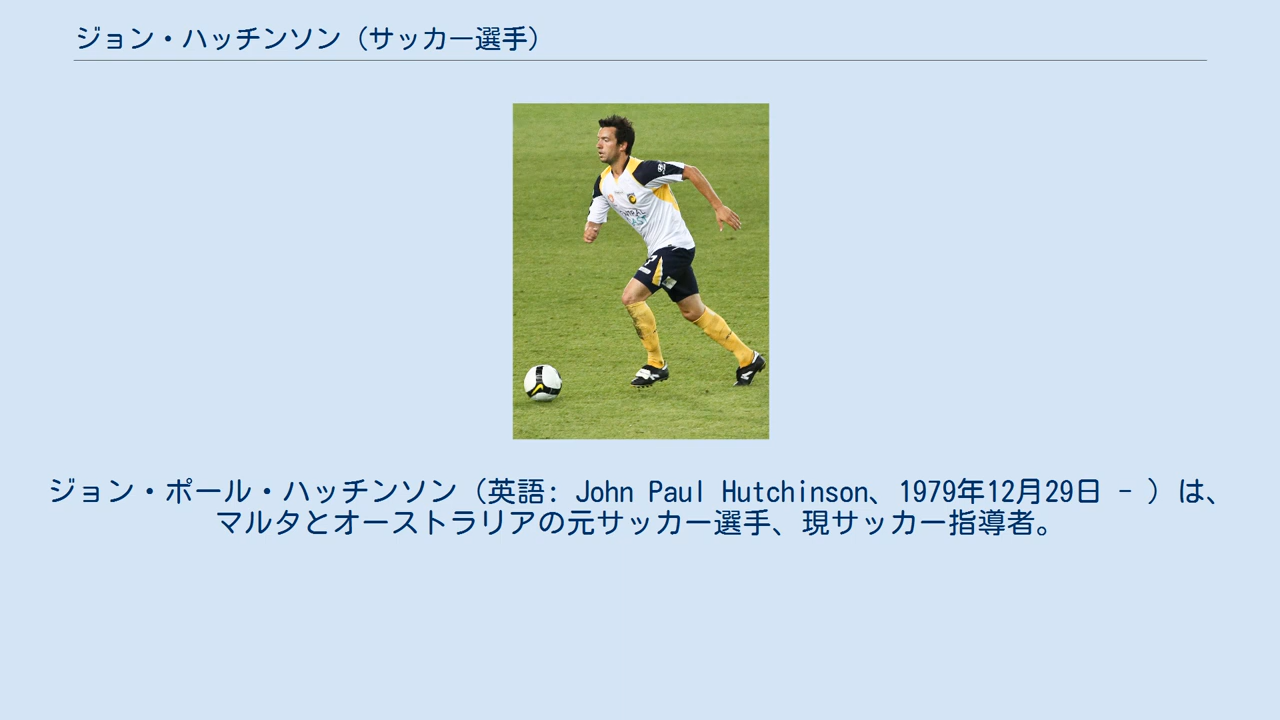 ジョン・ハッチンソン（サッカー選手）
ジョン・ポール・ハッチンソン（英語: John Paul Hutchinson、1979年12月29日 - ）は、
マルタとオーストラリアの元サッカー選手、現サッカー指導者。